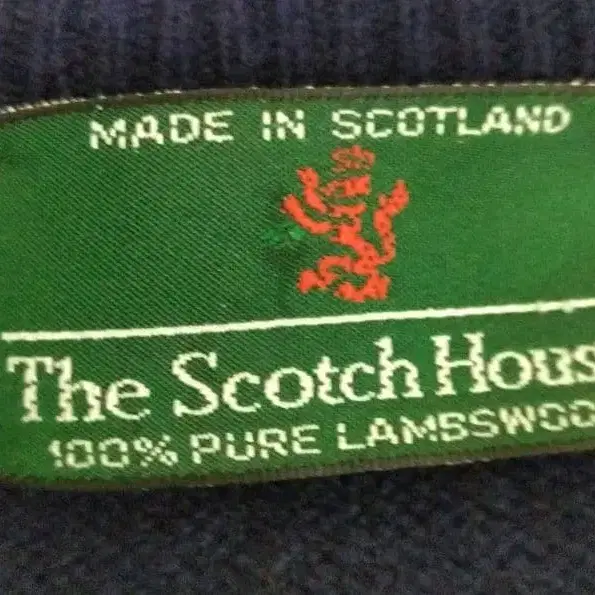 MADE IN SCOTLAND
The Scotch Hous
100% PURE LAMBSWOO